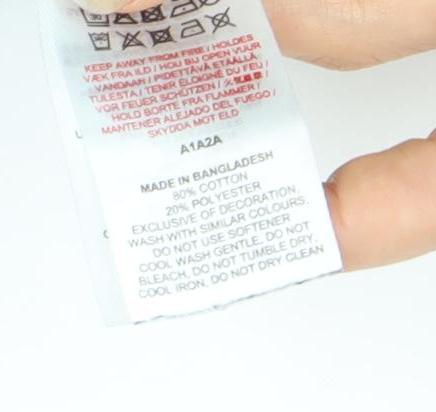 KEEP AWAY FROM FIRE / HOLDES
VÆK FRA ILD / HOU BIJ OPEN VUUR
VANDAAN / PIDETTÄVÄ ETÄÄLLÄ
TULESTA / TENIR ÉLOIGNÉ DU FEU /
VOR FEUER SCHÜTZEN /
HOLD BORTE FRA FLAMMER /
MANTENER ALEJADO DEL FUEGO /
SKYDDA MOT ELD
A1A2A
MADE IN BANGLADESH
80% COTTON
20% POLYESTER
EXCLUSIVE OF DECORATION.
WASH WITH SIMILAR COLOURS.
DO NOT USE SOFTENER
COOL WASH GENTLE. DO NOT
BLEACH. DO NOT TUMBLE DRY.
COOL IRON. DO NOT DRY CLEAN